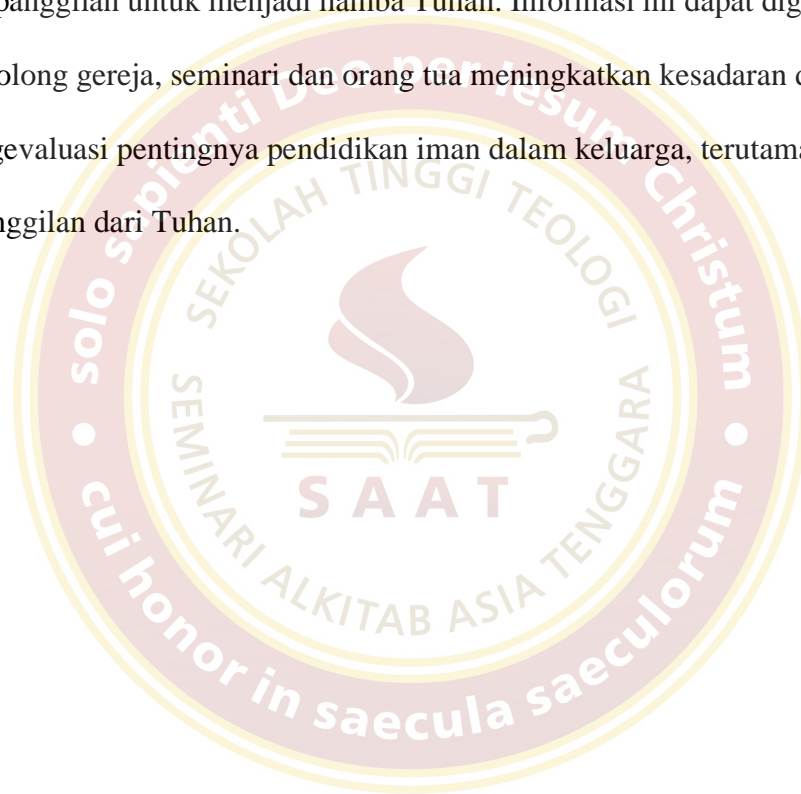 panggilan untuk menjadi hamba Tuhan. Informasi ini dapat
olong gereja, seminari dan orang tua meningkatkan kesadaran
gevaluasi pentingnya pendidikan iman dalam keluarga,
nggilan dari Tuhan.
solo sapienti Deo per Iesum Christum
SEKOLAH TINGGI TEOLOGI
SAAT
SEMINARI ALKITAB ASIA TENGGARA
cui honor in saecula saeculorum